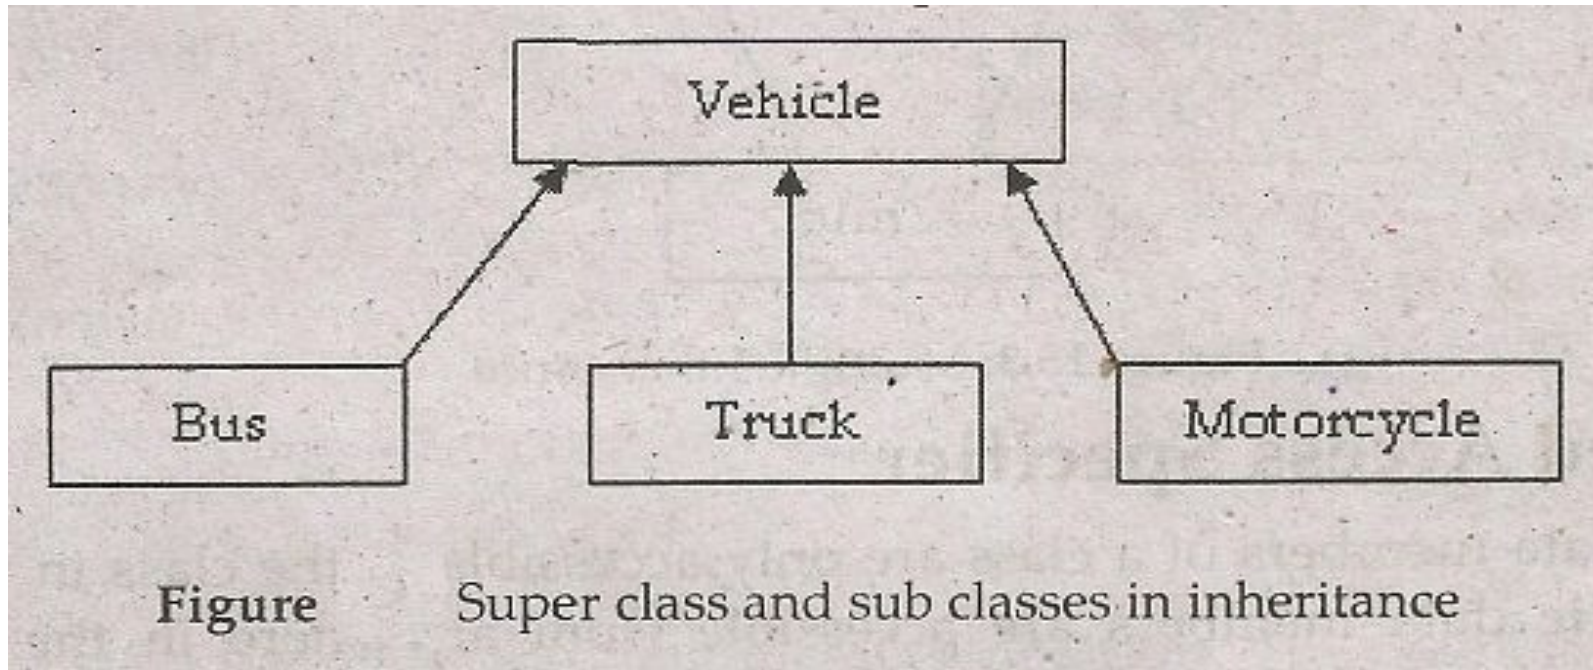 Vehicle
Bus
Truck
Motorcycle
Figure Super class and sub classes in inheritance